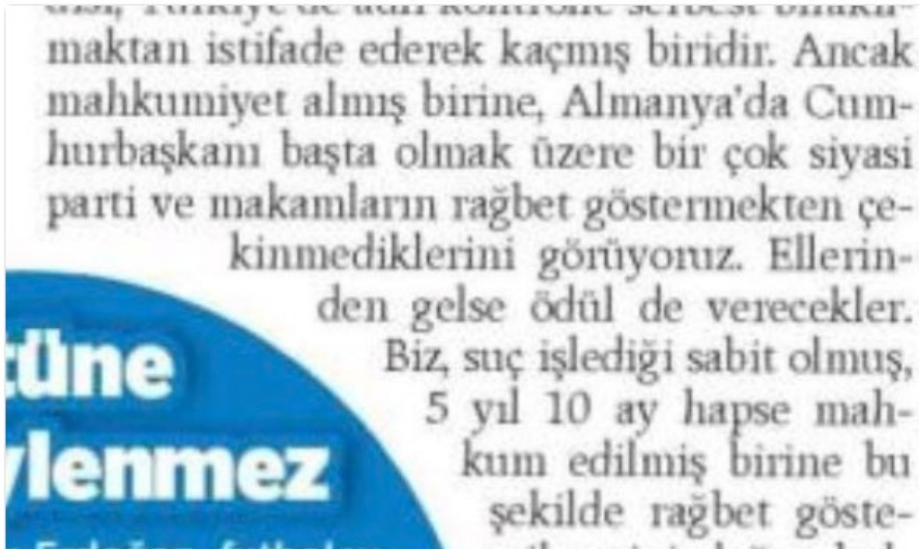 maktan istifade ederek kaçmış biridir. Ancak
mahkumiyet almış birine, Almanya'da Cum-
hurbaşkanı başta olmak üzere bir çok siyasi
parti ve makamların rağbet göstermekten çe-
kinmediklerini görüyoruz. Ellerin-
den gelse ödül de verecekler.
Biz, suç işlediği sabit olmuş,
5 yıl 10 ay hapse mah-
kum edilmiş birine bu
şekilde rağbet göste-
tüne
ylenmez